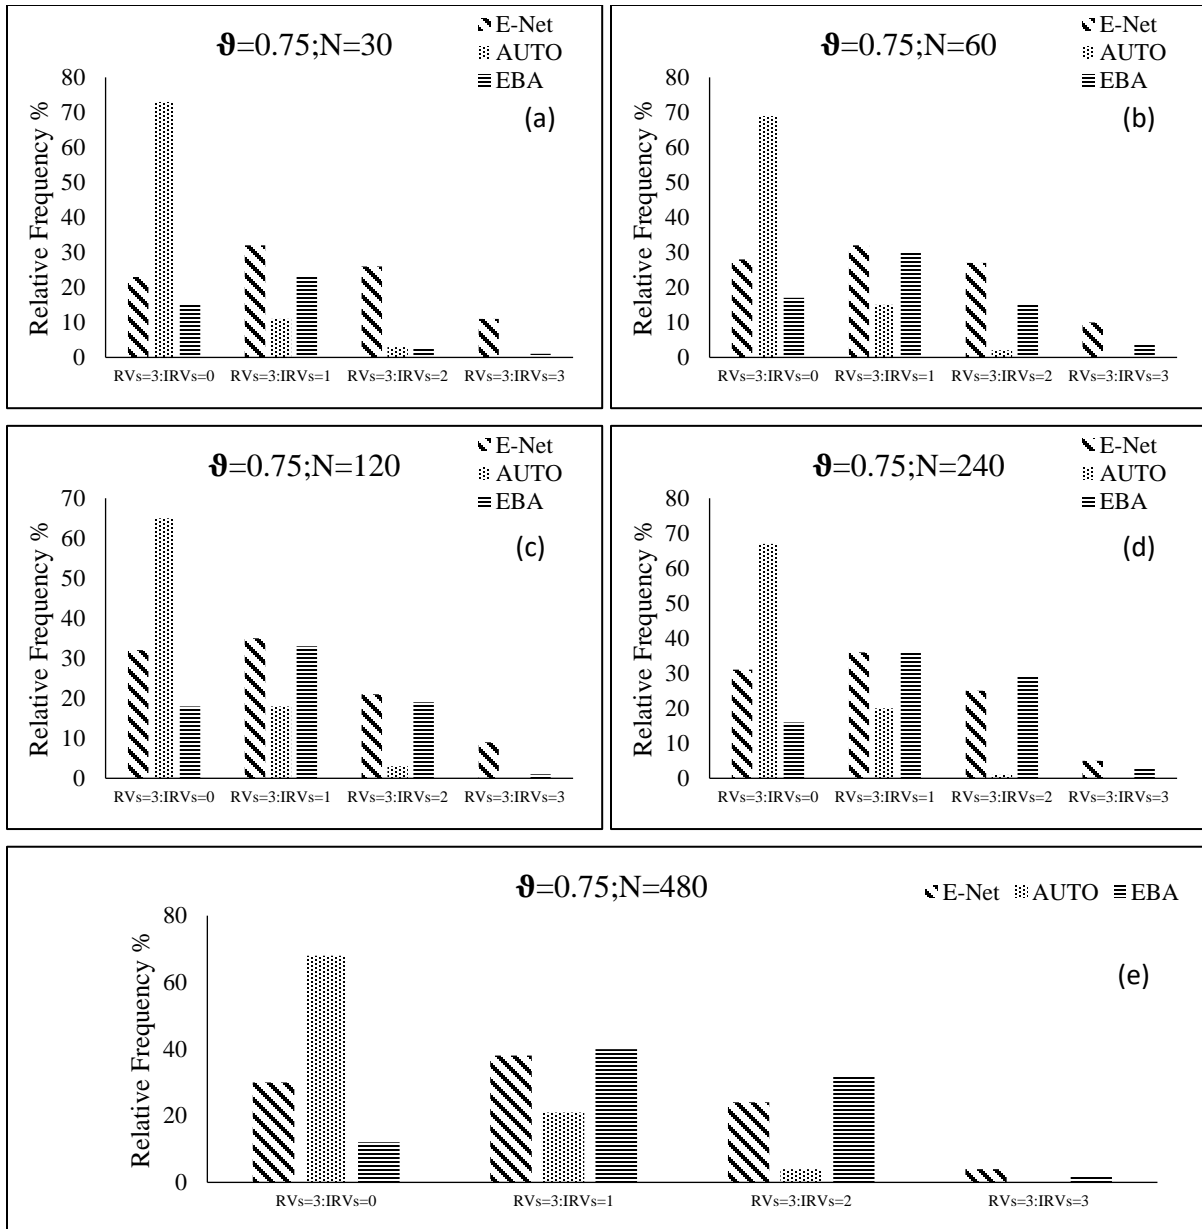 ϑ=0.75;N=30
E-Net
AUTO
EBA
(a)
Relative Frequency %
80
70
60
50
40
30
20
10
0
RVs=3:IRVs=0 RVs=3:IRVs=1 RVs=3:IRVs=2 RVs=3:IRVs=3
ϑ=0.75;N=60
E-Net
AUTO
EBA
(b)
Relative Frequency %
80
70
60
50
40
30
20
10
0
RVs=3:IRVs=0 RVs=3:IRVs=1 RVs=3:IRVs=2 RVs=3:IRVs=3
ϑ=0.75;N=120
E-Net
AUTO
EBA
(c)
Relative Frequency %
70
60
50
40
30
20
10
0
RVs=3:IRVs=0 RVs=3:IRVs=1 RVs=3:IRVs=2 RVs=3:IRVs=3
ϑ=0.75;N=240
E-Net
AUTO
EBA
(d)
Relative Frequency %
80
70
60
50
40
30
20
10
0
RVs=3:IRVs=0 RVs=3:IRVs=1 RVs=3:IRVs=2 RVs=3:IRVs=3
ϑ=0.75;N=480
E-Net AUTO EBA
(e)
Relative Frequency %
80
60
40
20
0
RVs=3:IRVs=0 RVs=3:IRVs=1 RVs=3:IRVs=2 RVs=3:IRVs=3